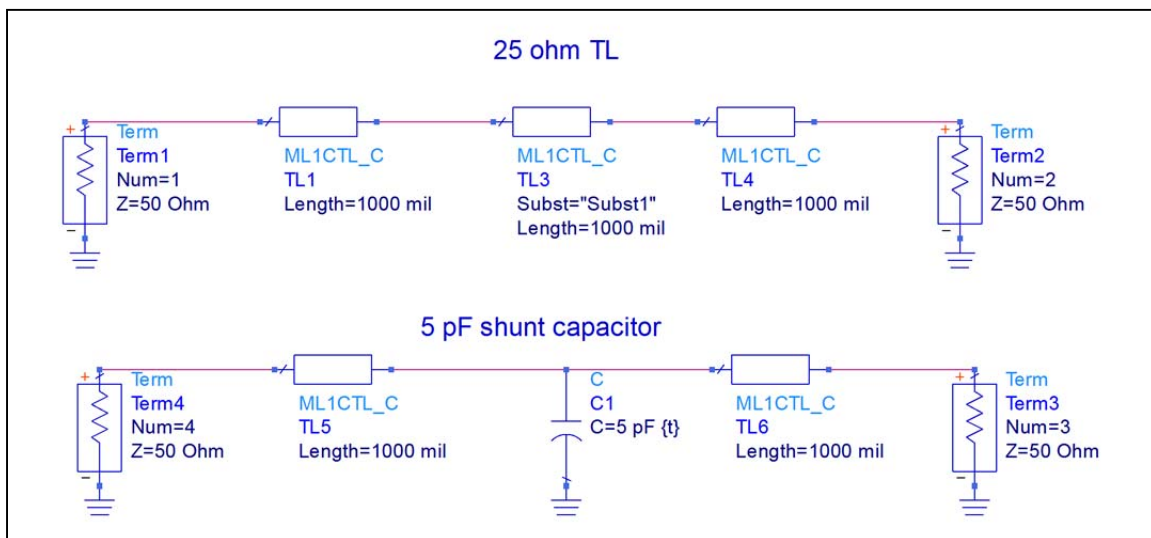 25 ohm TL
+
Term
Term1
Num=1
Z=50 Ohm
-
ML1CTL_C
TL1
Length=1000 mil
ML1CTL_C
TL3
Subst="Subst1"
Length=1000 mil
ML1CTL_C
TL4
Length=1000 mil
+
Term
Term2
Num=2
Z=50 Ohm
-
5 pF shunt capacitor
+
Term
Term4
Num=4
Z=50 Ohm
-
ML1CTL_C
TL5
Length=1000 mil
C
C1
C=5 pF {t}
ML1CTL_C
TL6
Length=1000 mil
+
Term
Term3
Num=3
Z=50 Ohm
-